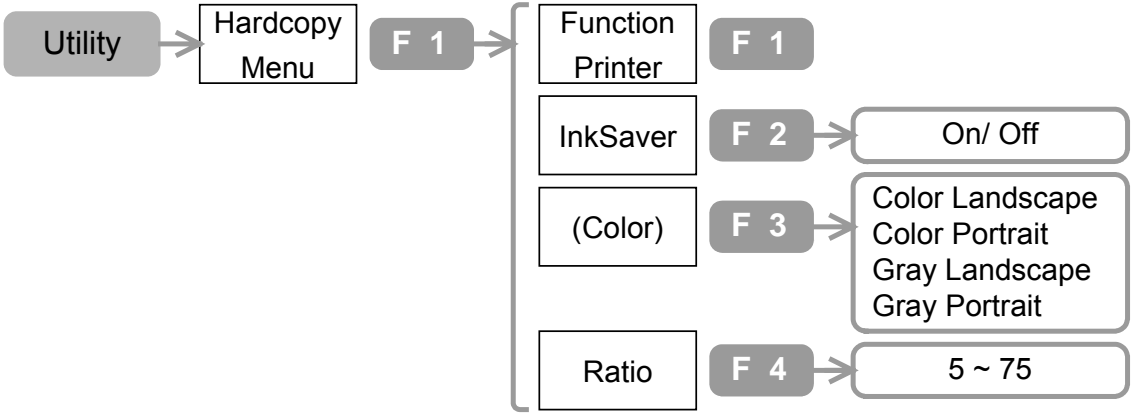 Utility
Hardcopy
Menu
F 1
Function
Printer
F 1
InkSaver
F 2
On/ Off
(Color)
F 3
Color Landscape
Color Portrait
Gray Landscape
Gray Portrait
Ratio
F 4
5 ~ 75